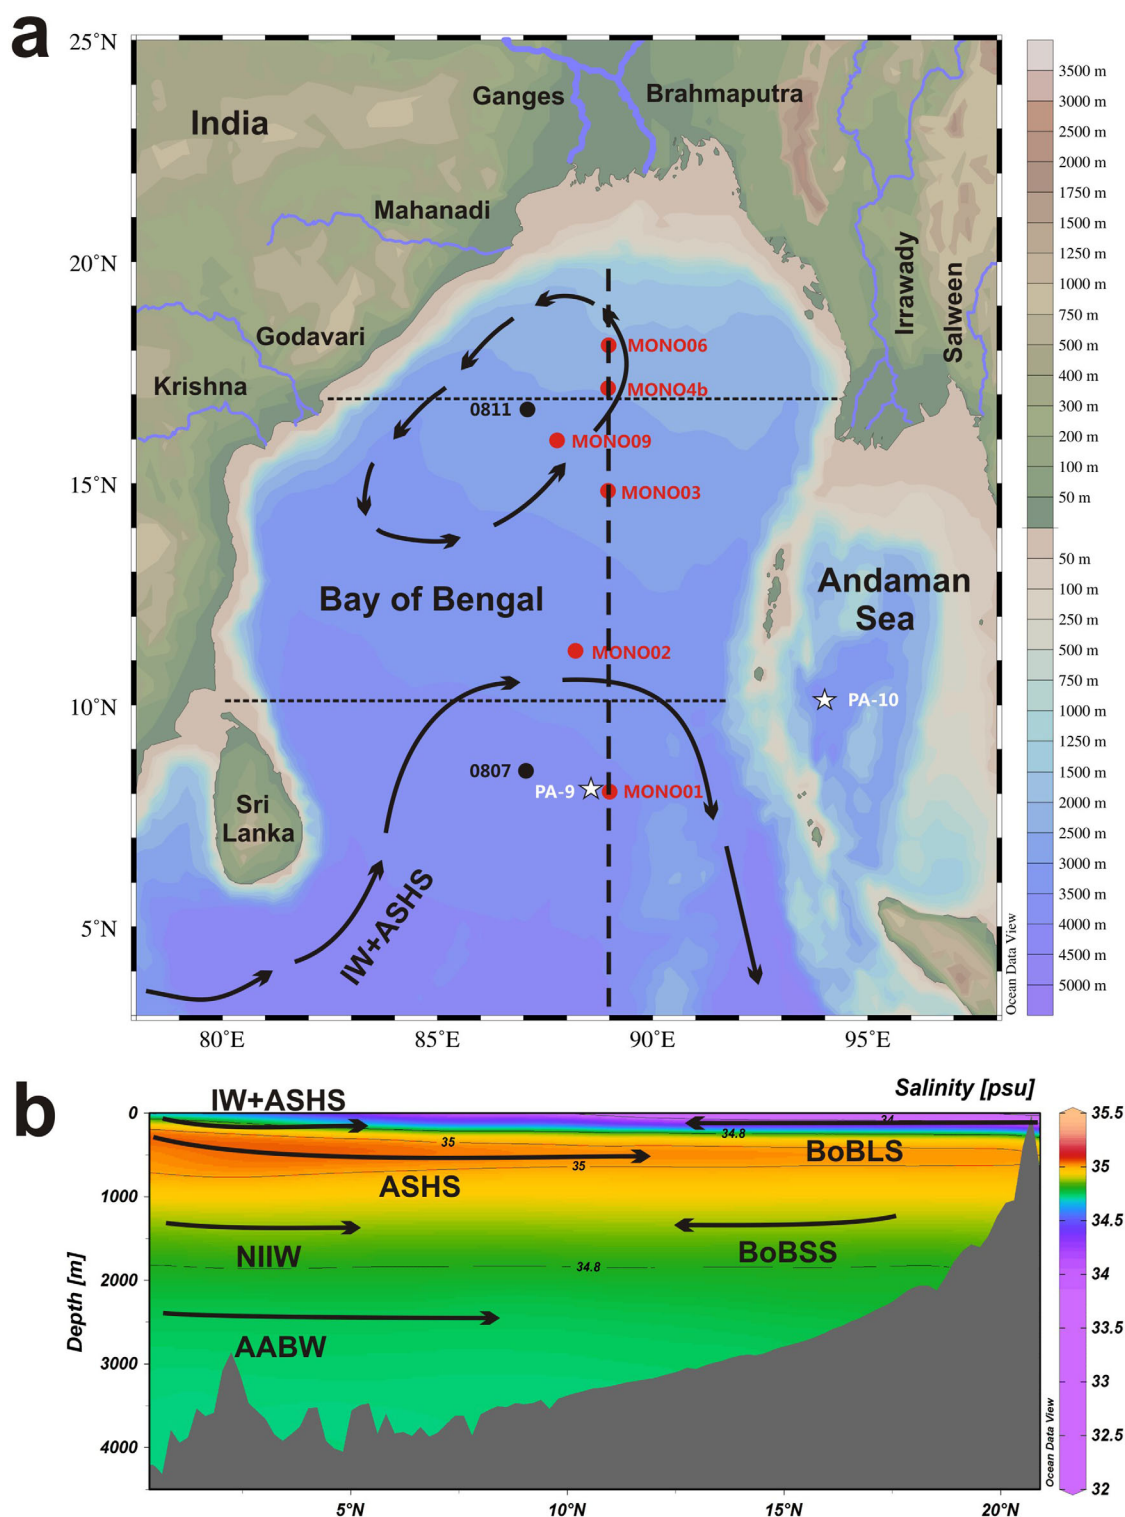 a
25°N
20°N
15°N
10°N
5°N
80°E
85°E
90°E
95°E
India
Ganges
Brahmaputra
Mahanadi
Godavari
Krishna
Irrawady
Salween
MONO06
MONO4b
0811
MONO09
MONO03
Bay of Bengal
Andaman
Sea
MONO02
PA-10
0807
PA-9
MONO01
Sri
Lanka
IW+ASHS
Ocean Data View
3500 m
3000 m
2500 m
2000 m
1750 m
1500 m
1250 m
1000 m
750 m
500 m
400 m
300 m
200 m
100 m
50 m
50 m
100 m
250 m
500 m
750 m
1000 m
1250 m
1500 m
2000 m
2500 m
3000 m
3500 m
4000 m
4500 m
5000 m
b
IW+ASHS
Salinity [psu]
34
34.8
35
35
BoBLS
ASHS
NIIW
BoBSS
34.8
AABW
Depth [m]
0
1000
2000
3000
4000
5°N
10°N
15°N
20°N
Ocean Data View
35.5
35
34.5
34
33.5
33
32.5
32